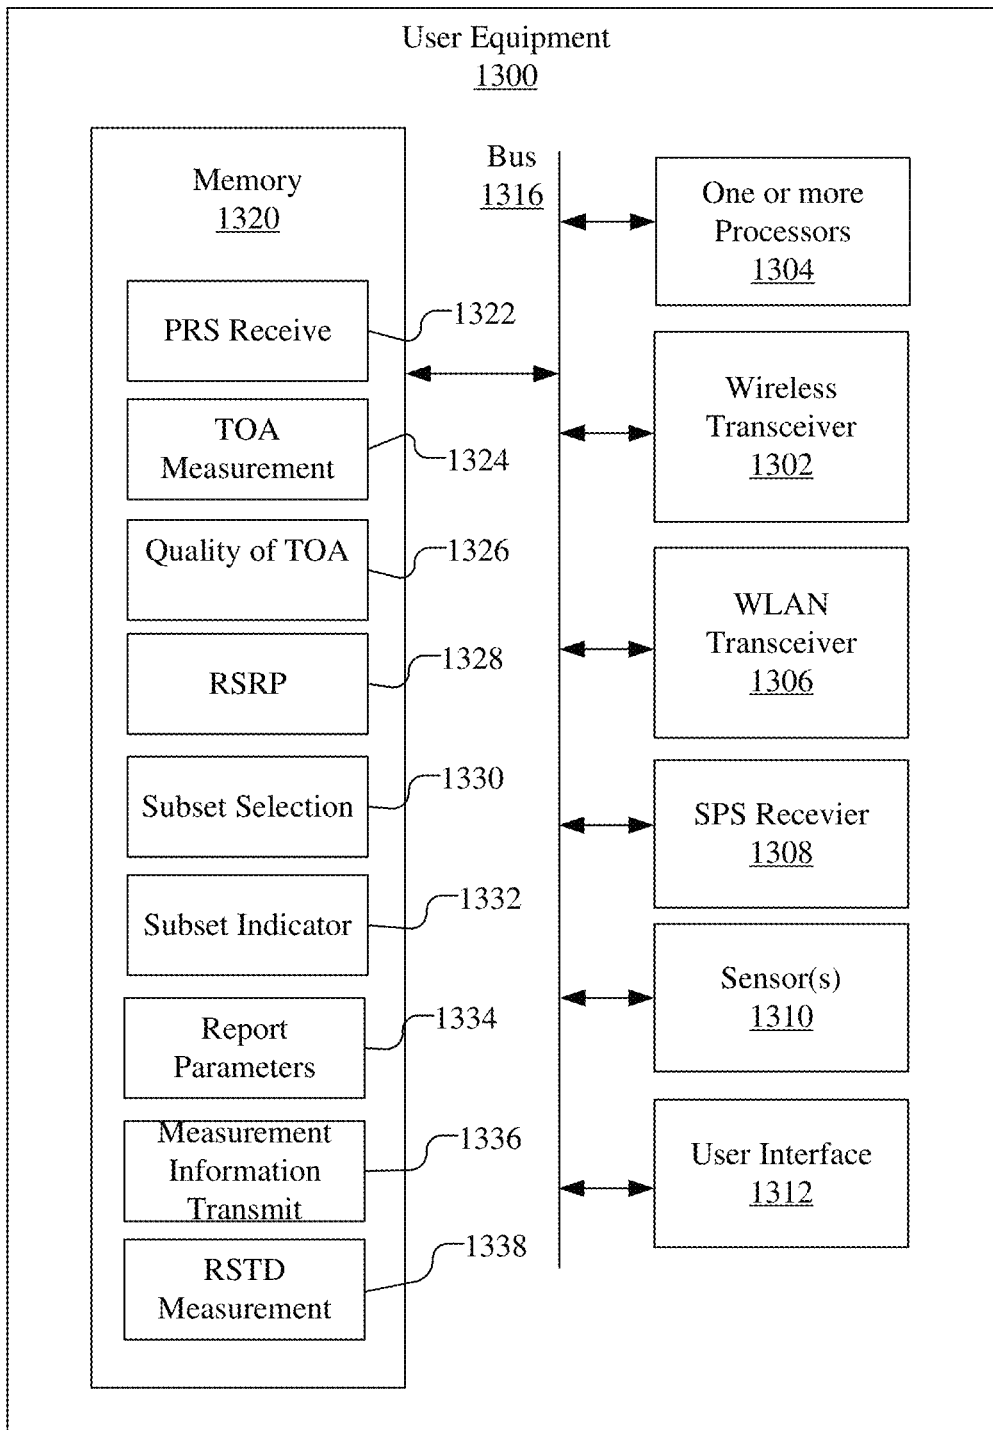 User Equipment
1300
Memory
1320
PRS Receive
1322
TOA
Measurement
1324
Quality of TOA
1326
RSRP
1328
Subset Selection
1330
Subset Indicator
1332
Report
Parameters
1334
Measurement
Information
Transmit
1336
RSTD
Measurement
1338
Bus
1316
One or more
Processors
1304
Wireless
Transceiver
1302
WLAN
Transceiver
1306
SPS Recevier
1308
Sensor(s)
1310
User Interface
1312